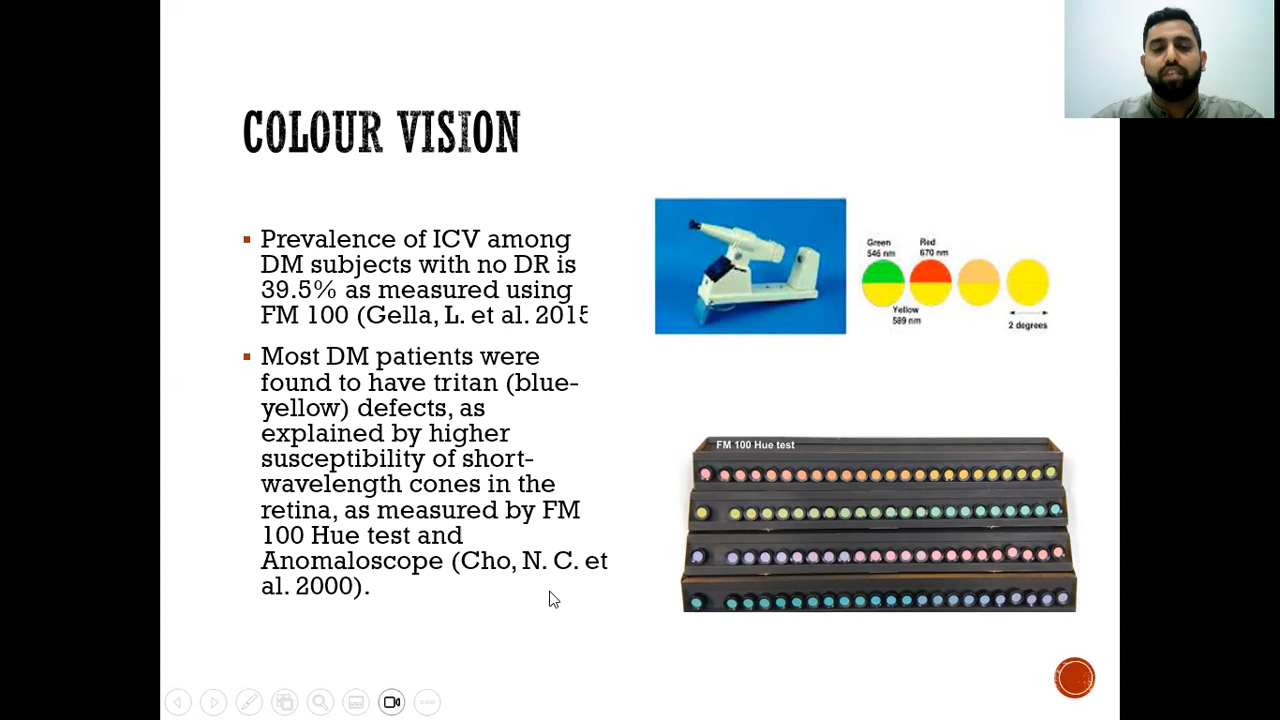 COLOUR VISION
Prevalence of ICV among
DM subjects with no DR is
39.5% as measured using
FM 100 (Gella, L. et al. 2015
Most DM patients were
found to have tritan (blue-
yellow) defects, as
explained by higher
susceptibility of short-
wavelength cones in the
retina, as measured by FM
100 Hue test and
Anomaloscope (Cho, N. C. et
al. 2000).
Green
546 nm
Red
670 nm
Yellow
589 nm
2 degrees
FM 100 Hue test